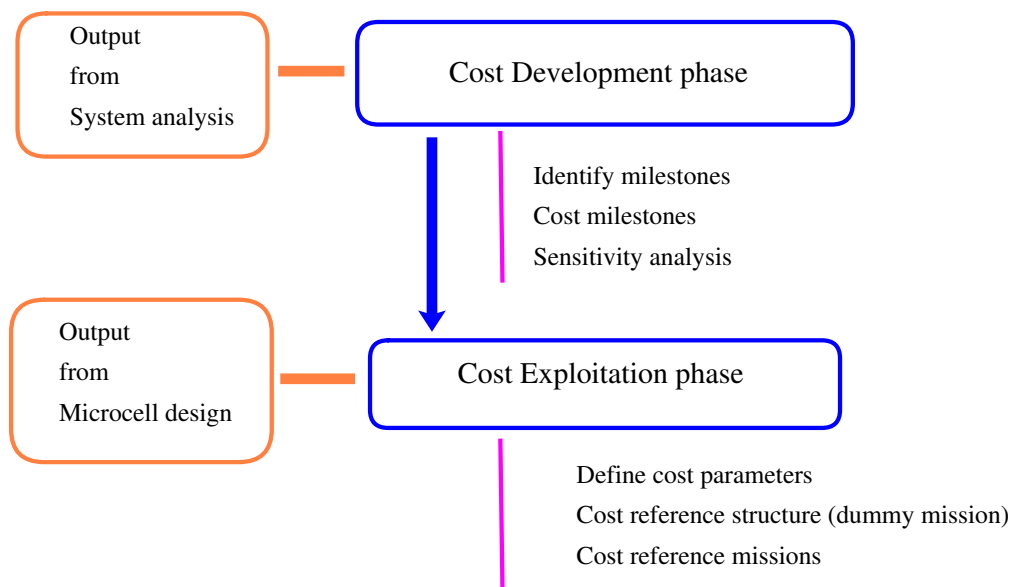 Output
from
System analysis
Cost Development phase
Identify milestones
Cost milestones
Sensitivity analysis
Output
from
Microcell design
Cost Exploitation phase
Define cost parameters
Cost reference structure (dummy mission)
Cost reference missions